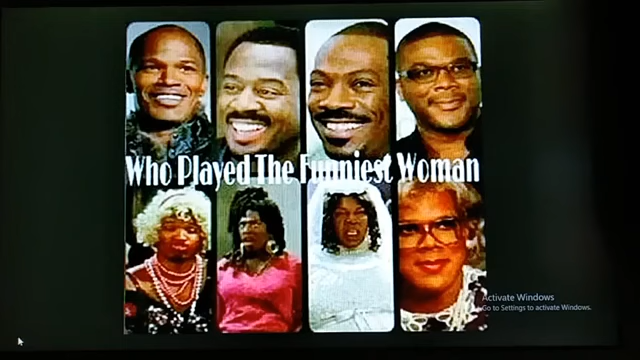 Who Played The Funniest Woman
Activate Windows
Go to Settings to activate Windows.